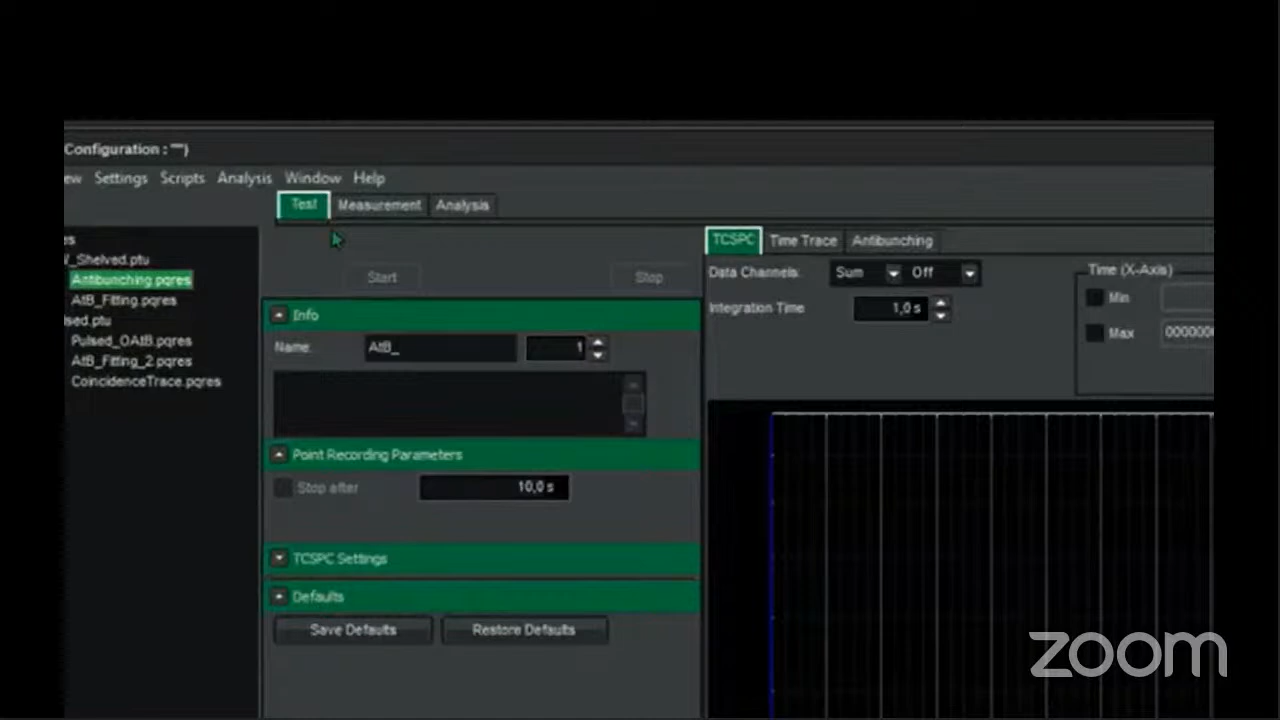 Configuration : "")
ew Settings Scripts Analysis Window Help
Test Measurement Analysis
es
V_Shelved.ptu
Antibunching.pqres
AtB_Fitting.pqres
lsed.ptu
Pulsed_OAtB.pqres
AtB_Fitting_2.pqres
CoincidenceTrace.pqres
Start Stop
Info
Name: AtB_ 1
Point Recording Parameters
Stop after 10,0 s
TCSPC Settings
Defaults
Save Defaults Restore Defaults
TCSPC Time Trace Antibunching
Data Channels: Sum Off
Integration Time 1,0 s
Time (X-Axis)
Min
Max 000000
zoom